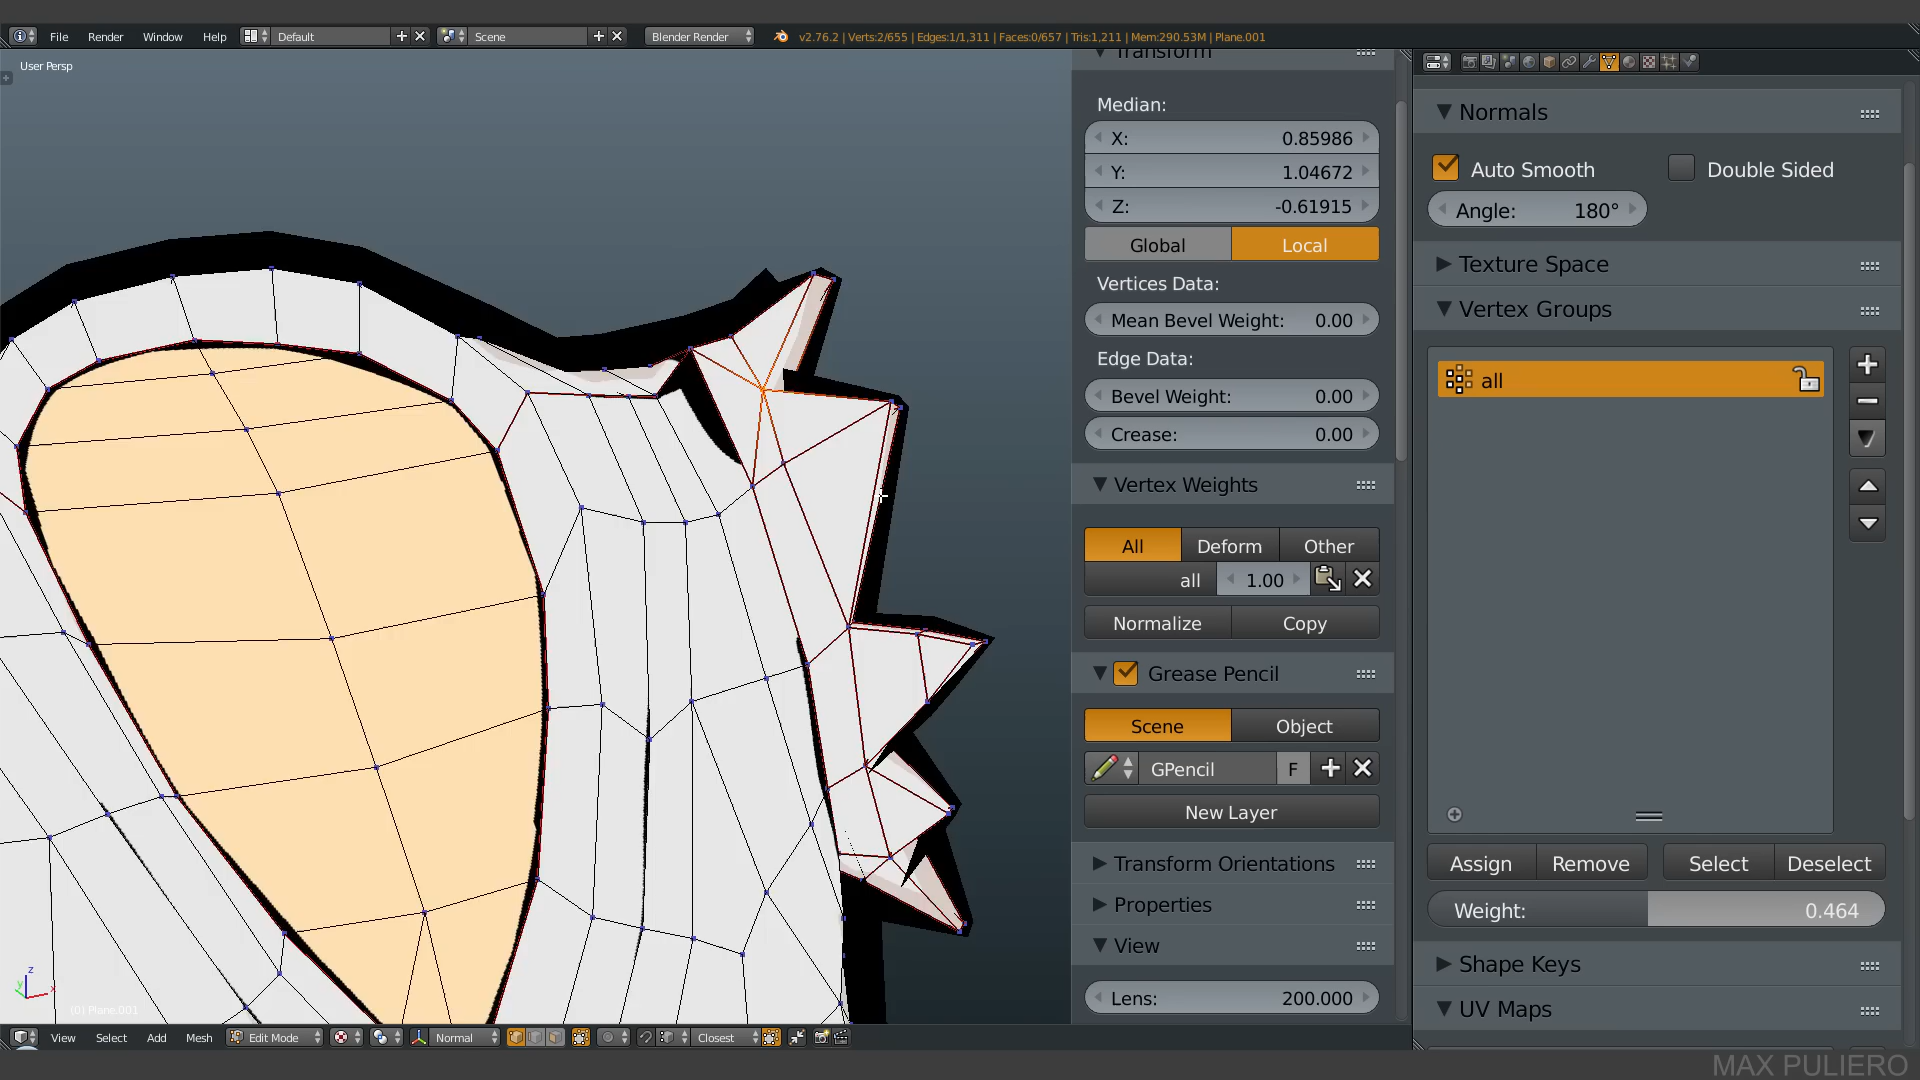 File Render Window Help Default Scene Blender Render v2.76.2 | Verts:2/655 | Edges:1/1,311 | Faces:0/657 | Tris:1,211 | Mem:290.53M | Plane.001
User Persp
Transform
Median:
X: 0.85986
Y: 1.04672
Z: -0.61915
Global Local
Vertices Data:
Mean Bevel Weight: 0.00
Edge Data:
Bevel Weight: 0.00
Crease: 0.00
Vertex Weights
All Deform Other
all 1.00
Normalize Copy
Grease Pencil
Scene Object
GPencil F
New Layer
Transform Orientations
Properties
View
Lens: 200.000
Normals
Auto Smooth Double Sided
Angle: 180°
Texture Space
Vertex Groups
all
Assign Remove Select Deselect
Weight: 0.464
Shape Keys
UV Maps
z
y x
(0) Plane.001
View Select Add Mesh Edit Mode Normal Closest
MAX PULIERO